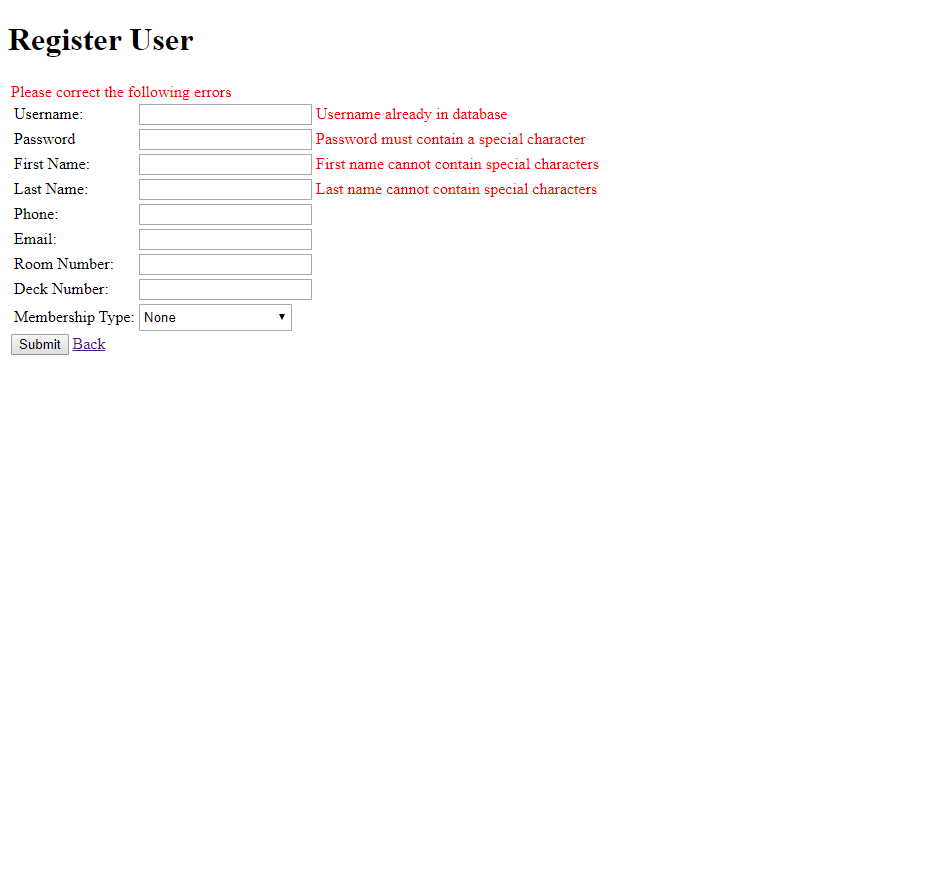 Register User
Please correct the following errors
Username: Username already in database
Password Password must contain a special character
First Name: First name cannot contain special characters
Last Name: Last name cannot contain special characters
Phone:
Email:
Room Number:
Deck Number:
Membership Type: None
Submit Back